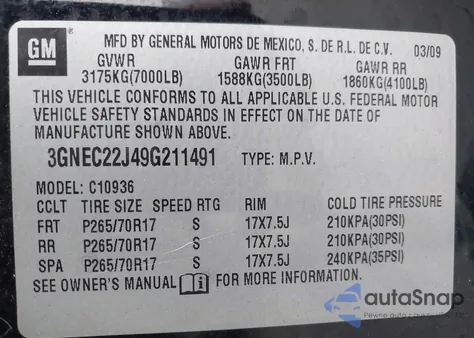 GM
MFD BY GENERAL MOTORS DE MEXICO, S. DE R.L. DE C.V. 03/09
GVWR GAWR FRT GAWR RR
3175KG(7000LB) 1588KG(3500LB) 1860KG(4100LB)
THIS VEHICLE CONFORMS TO ALL APPLICABLE U.S. FEDERAL MOTOR
VEHICLE SAFETY STANDARDS IN EFFECT ON THE DATE OF
MANUFACTURE SHOWN ABOVE.
3GNEC22J49G211491 TYPE: M.P.V.
MODEL: C10936
CCLT TIRE SIZE SPEED RTG RIM COLD TIRE PRESSURE
FRT P265/70R17 S 17X7.5J 210KPA(30PSI)
RR P265/70R17 S 17X7.5J 210KPA(30PSI)
SPA P265/70R17 S 17X7.5J 240KPA(35PSI)
SEE OWNER'S MANUAL i FOR MORE INFORMATION.
autoSnap
Pewne auto z aukcji w USA